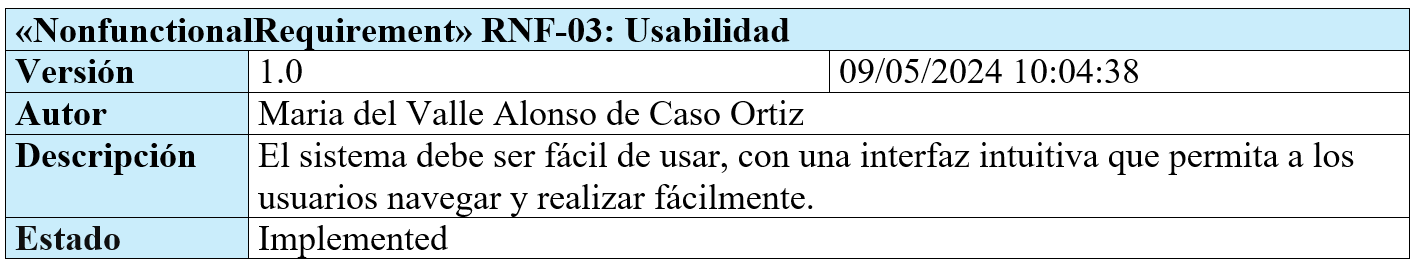 «NonfunctionalRequirement» RNF-03: Usabilidad
Versión 1.0 09/05/2024 10:04:38
Autor Maria del Valle Alonso de Caso Ortiz
Descripción El sistema debe ser fácil de usar, con una interfaz intuitiva que permita a los
usuarios navegar y realizar fácilmente.
Estado Implemented